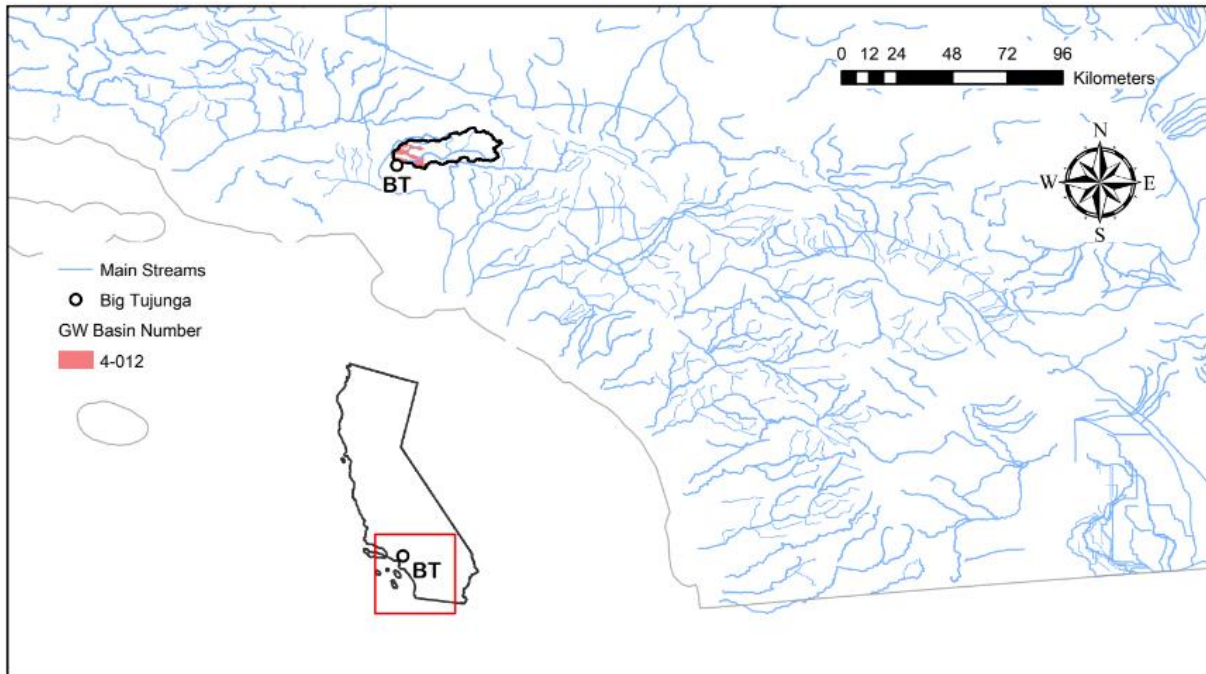 0 12 24 48 72 96
Kilometers
N
W E
S
BT
Main Streams
Big Tujunga
GW Basin Number
4-012
BT